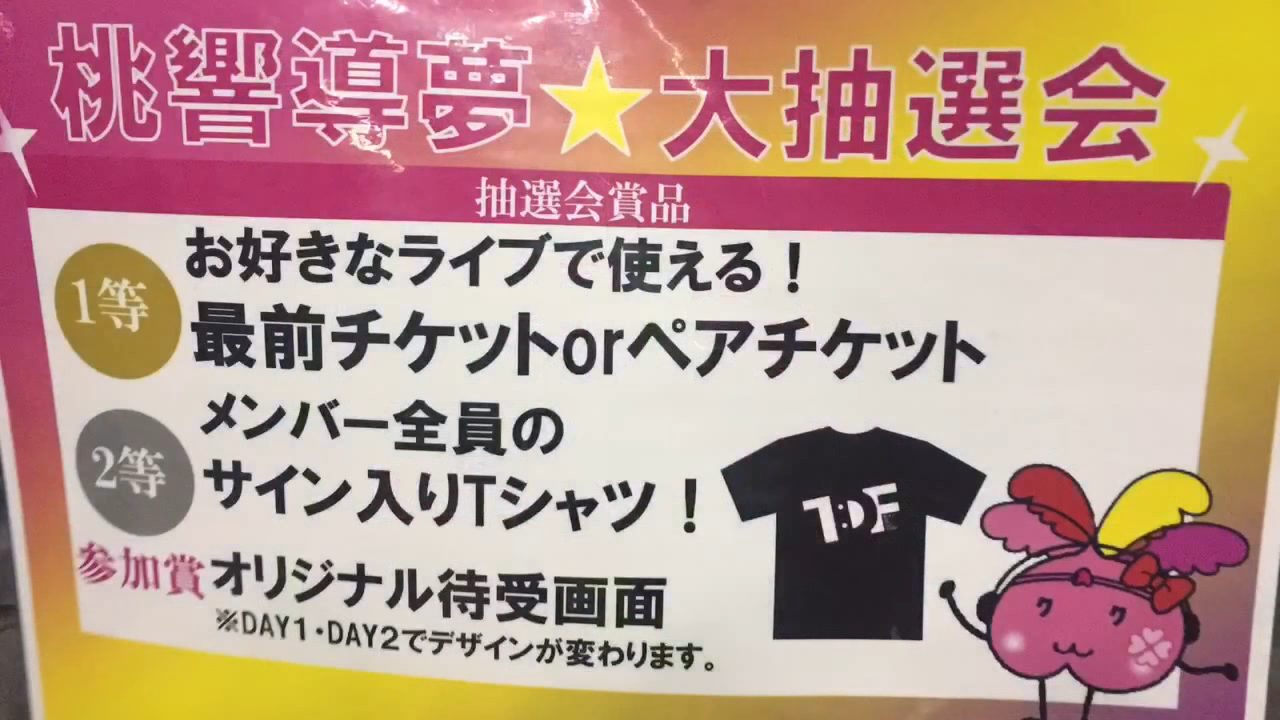 桃響導夢★大抽選会
抽選会賞品
1等
お好きなライブで使える！
最前チケットorペアチケット
2等
メンバー全員の
サイン入りTシャツ！
TDF
参加賞 オリジナル待受画面
※DAY1・DAY2でデザインが変わります。